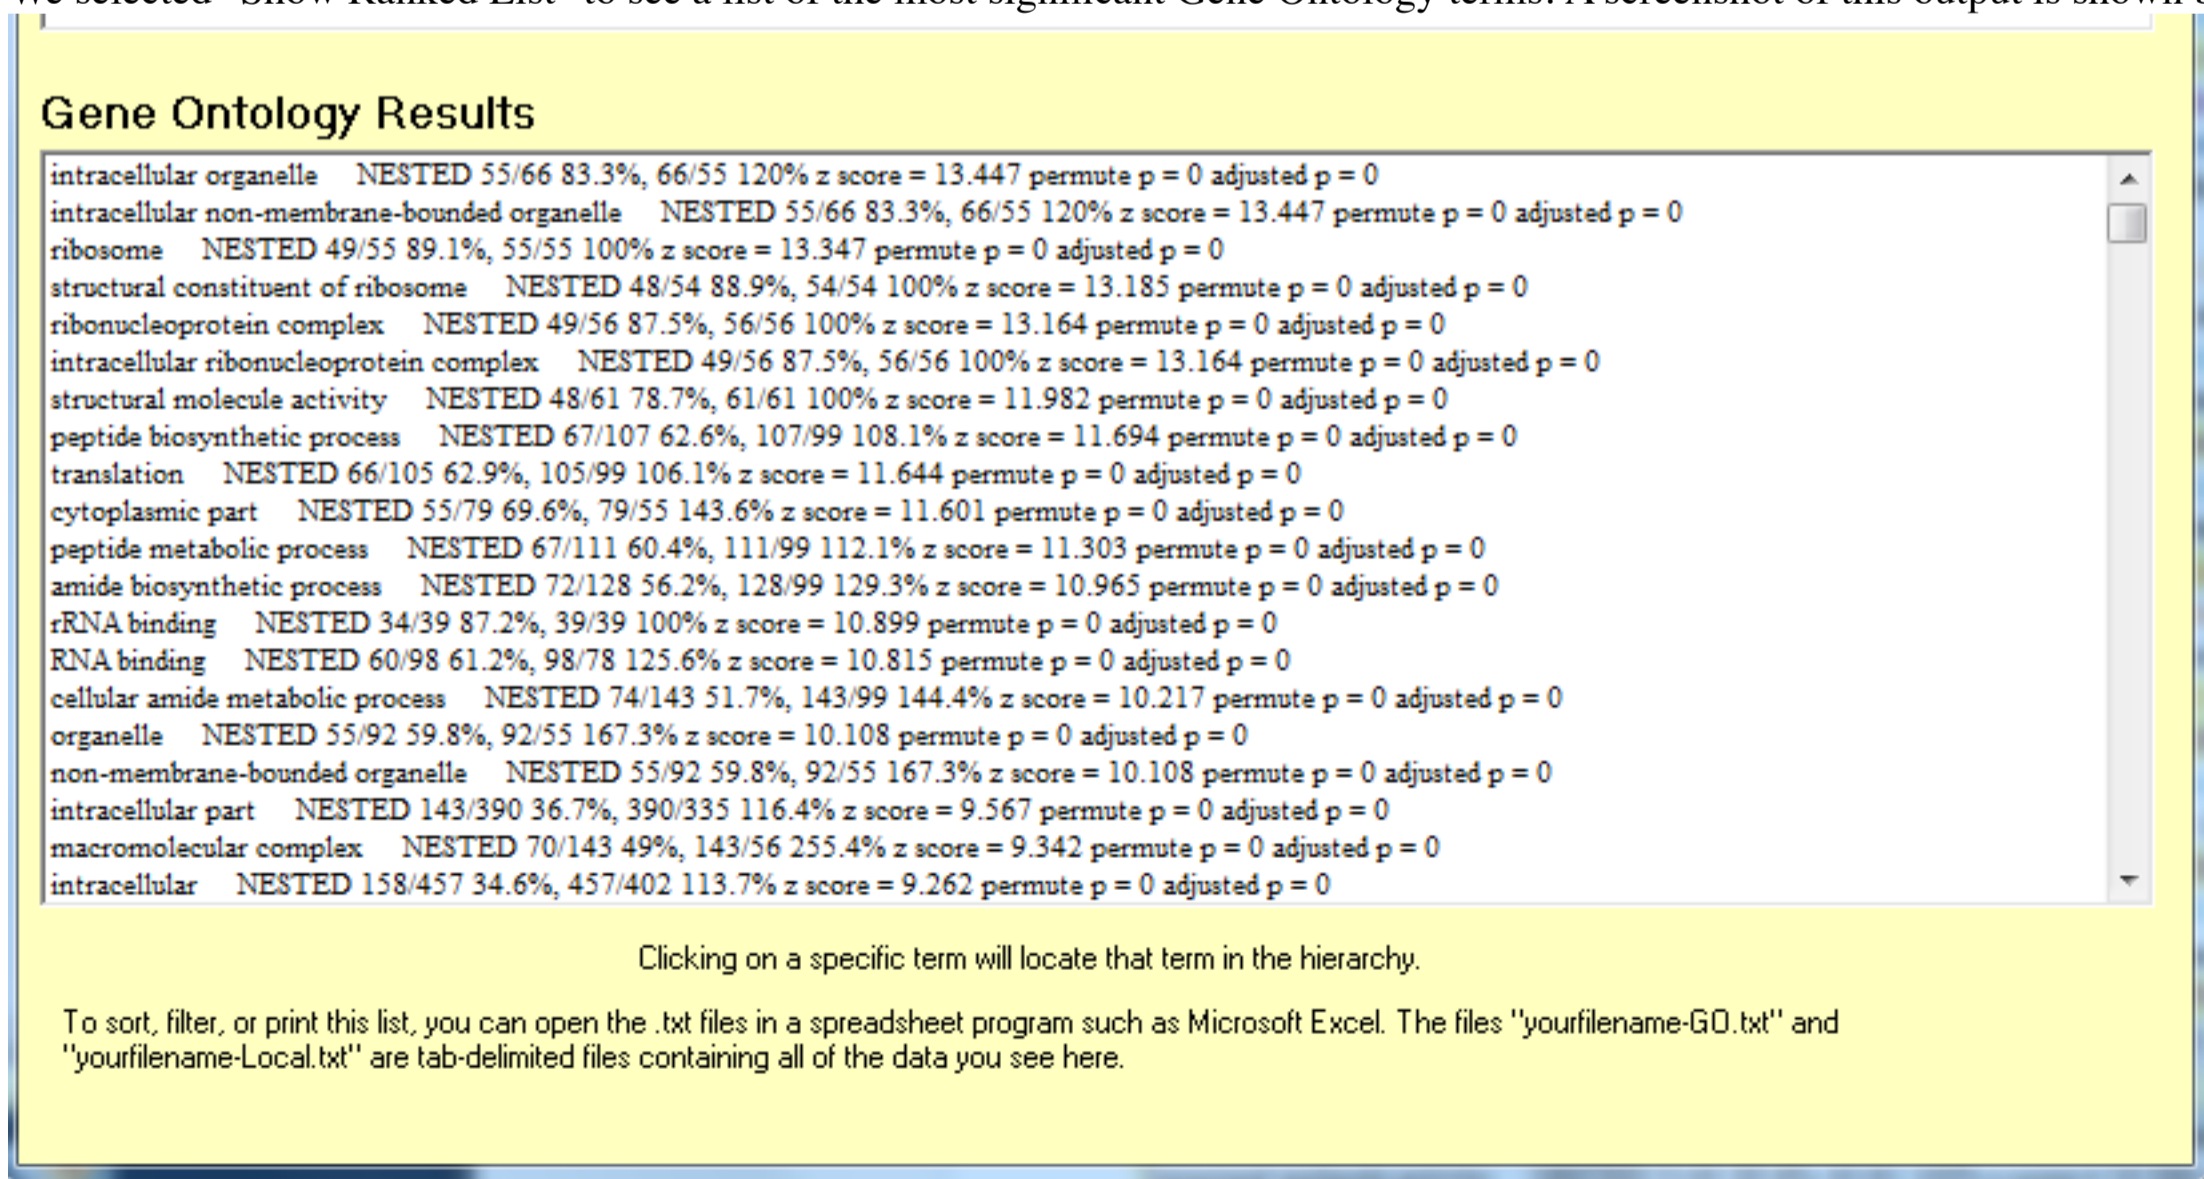 We selected "Show Ranked List" to see a list of the most significant Gene Ontology terms. A screenshot of this output is shown
Gene Ontology Results
intracellular organelle NESTED 55/66 83.3%, 66/55 120% z score = 13.447 permute p = 0 adjusted p = 0
intracellular non-membrane-bounded organelle NESTED 55/66 83.3%, 66/55 120% z score = 13.447 permute p = 0 adjusted p = 0
ribosome NESTED 49/55 89.1%, 55/55 100% z score = 13.347 permute p = 0 adjusted p = 0
structural constituent of ribosome NESTED 48/54 88.9%, 54/54 100% z score = 13.185 permute p = 0 adjusted p = 0
ribonucleoprotein complex NESTED 49/56 87.5%, 56/56 100% z score = 13.164 permute p = 0 adjusted p = 0
intracellular ribonucleoprotein complex NESTED 49/56 87.5%, 56/56 100% z score = 13.164 permute p = 0 adjusted p = 0
structural molecule activity NESTED 48/61 78.7%, 61/61 100% z score = 11.982 permute p = 0 adjusted p = 0
peptide biosynthetic process NESTED 67/107 62.6%, 107/99 108.1% z score = 11.694 permute p = 0 adjusted p = 0
translation NESTED 66/105 62.9%, 105/99 106.1% z score = 11.644 permute p = 0 adjusted p = 0
cytoplasmic part NESTED 55/79 69.6%, 79/55 143.6% z score = 11.601 permute p = 0 adjusted p = 0
peptide metabolic process NESTED 67/111 60.4%, 111/99 112.1% z score = 11.303 permute p = 0 adjusted p = 0
amide biosynthetic process NESTED 72/128 56.2%, 128/99 129.3% z score = 10.965 permute p = 0 adjusted p = 0
rRNA binding NESTED 34/39 87.2%, 39/39 100% z score = 10.899 permute p = 0 adjusted p = 0
RNA binding NESTED 60/98 61.2%, 98/78 125.6% z score = 10.815 permute p = 0 adjusted p = 0
cellular amide metabolic process NESTED 74/143 51.7%, 143/99 144.4% z score = 10.217 permute p = 0 adjusted p = 0
organelle NESTED 55/92 59.8%, 92/55 167.3% z score = 10.108 permute p = 0 adjusted p = 0
non-membrane-bounded organelle NESTED 55/92 59.8%, 92/55 167.3% z score = 10.108 permute p = 0 adjusted p = 0
intracellular part NESTED 143/390 36.7%, 390/335 116.4% z score = 9.567 permute p = 0 adjusted p = 0
macromolecular complex NESTED 70/143 49%, 143/56 255.4% z score = 9.342 permute p = 0 adjusted p = 0
intracellular NESTED 158/457 34.6%, 457/402 113.7% z score = 9.262 permute p = 0 adjusted p = 0
Clicking on a specific term will locate that term in the hierarchy.
To sort, filter, or print this list, you can open the .txt files in a spreadsheet program such as Microsoft Excel. The files "yourfilename-GO.txt" and
"yourfilename-Local.txt" are tab-delimited files containing all of the data you see here.